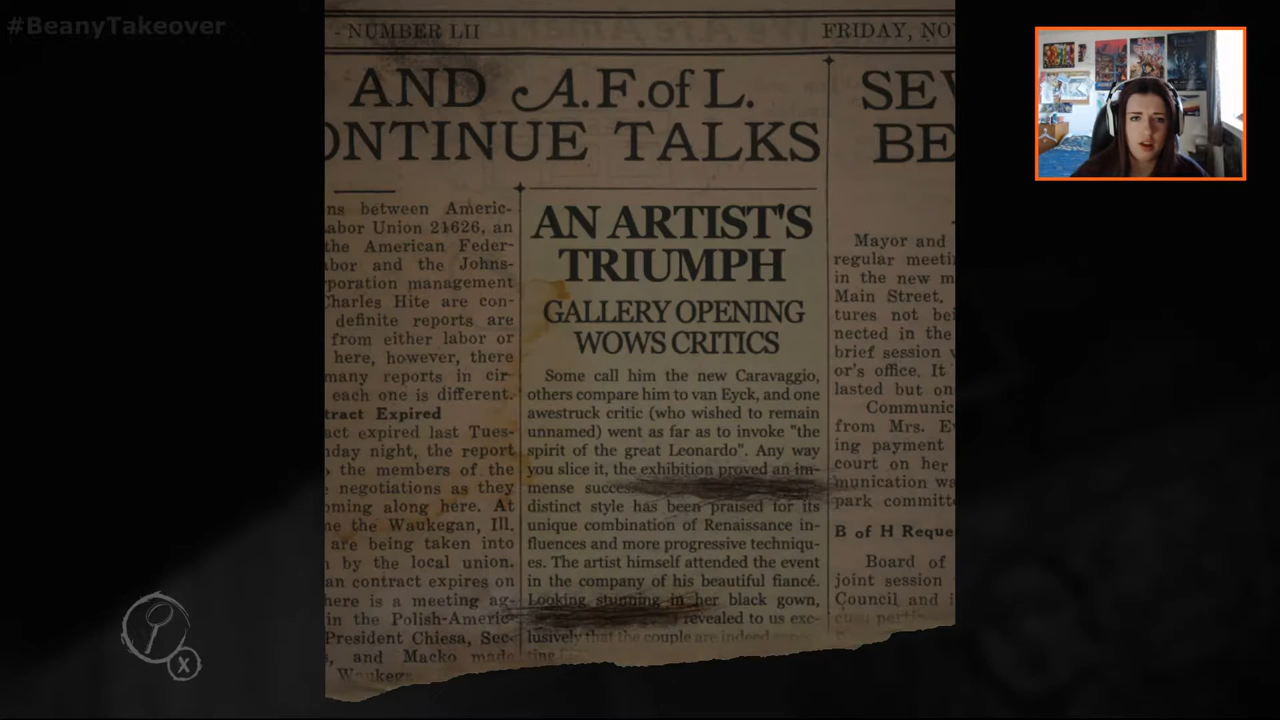 #BeanyTakeover
- NUMBER LII
FRIDAY, NO
AND A.F.of L.
ONTINUE TALKS
SEV
BE
ns between Americ-
abor Union 21626, an
the American Feder-
bor and the Johns-
poration management
Charles Hite are con-
definite reports are
from either labor or
here, however, there
many reports in cir-
each one is different.
tract Expired
act expired last Tues-
day night, the report
the members of the
negotiations as they
oming along here. At
e the Waukegan, Ill.
are being taken into
by the local union.
an contract expires on
here is a meeting ag-
in the Polish-Americ-
President Chiesa, Sec-
, and Macko made
Waukeg
AN ARTIST'S
TRIUMPH
GALLERY OPENING
WOWS CRITICS
Some call him the new Caravaggio,
others compare him to van Eyck, and one
awestruck critic (who wished to remain
unnamed) went as far as to invoke "the
spirit of the great Leonardo". Any way
you slice it, the exhibition proved an im-
mense succes
distinct style has been praised for its
unique combination of Renaissance in-
fluences and more progressive techniqu-
es. The artist himself attended the event
in the company of his beautiful fiancé.
Looking stunning in her black gown,
revealed to us exc-
lusively that the couple are indeed expec-
ting
Mayor and
regular meeti
in the new m
Main Street.
tures not bei
nected in the
brief session
or's office. It
lasted but on
Communic
from Mrs. E
ing payment
court on her
munication wa
park committe
B of H Reque
Board of
joint session
Council and i
X